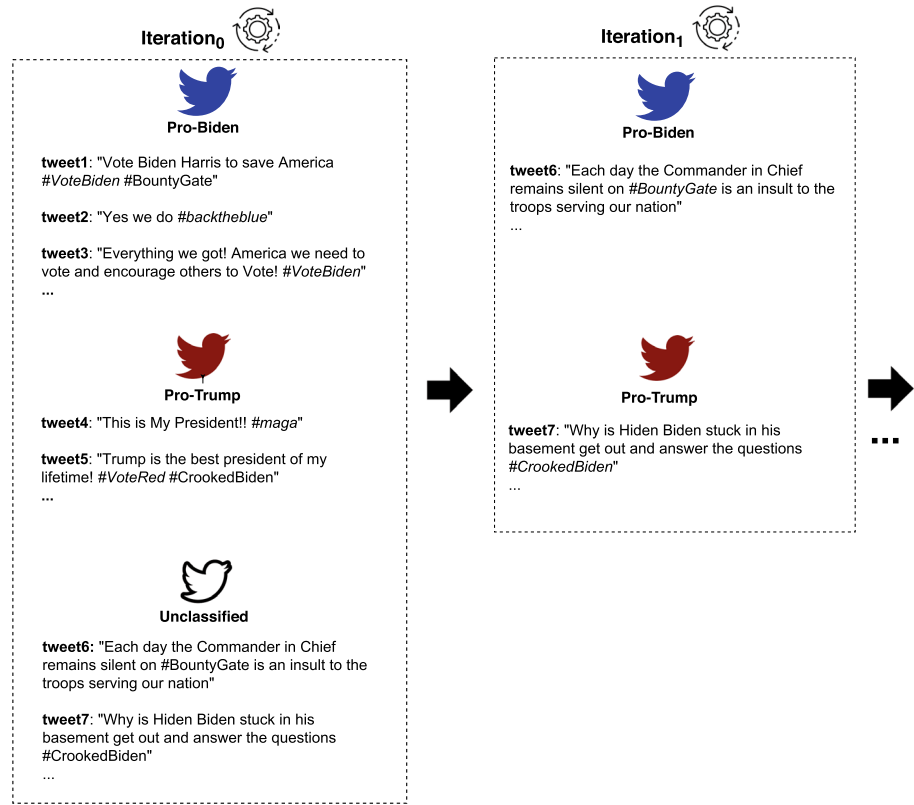 Iteration0
Pro-Biden
tweet1: "Vote Biden Harris to save America
#VoteBiden #BountyGate"
tweet2: "Yes we do #backtheblue"
tweet3: "Everything we got! America we need to
vote and encourage others to Vote! #VoteBiden"
...
Pro-Trump
tweet4: "This is My President!! #maga"
tweet5: "Trump is the best president of my
lifetime! #VoteRed #CrookedBiden"
...
Unclassified
tweet6: "Each day the Commander in Chief
remains silent on #BountyGate is an insult to the
troops serving our nation"
tweet7: "Why is Hiden Biden stuck in his
basement get out and answer the questions
#CrookedBiden"
...
Iteration1
Pro-Biden
tweet6: "Each day the Commander in Chief
remains silent on #BountyGate is an insult to the
troops serving our nation"
...
Pro-Trump
tweet7: "Why is Hiden Biden stuck in his
basement get out and answer the questions
#CrookedBiden"
...
...